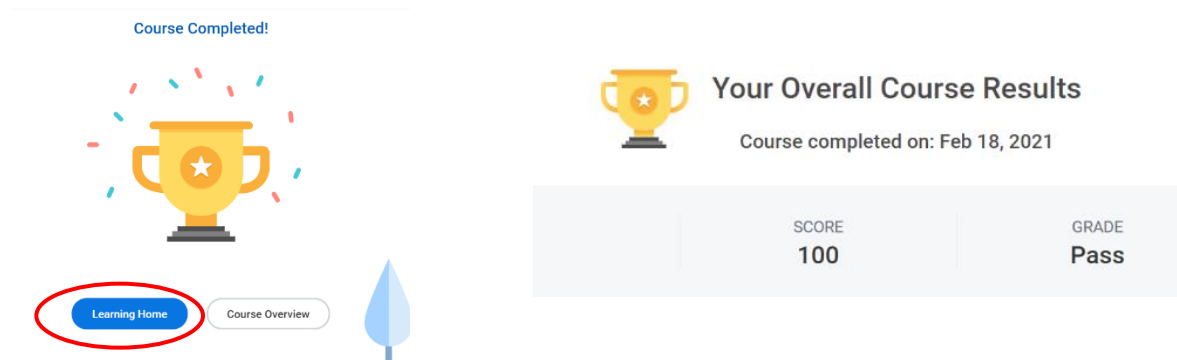 Course Completed!
Learning Home
Course Overview
Your Overall Course Results
Course completed on: Feb 18, 2021
SCORE
100
GRADE
Pass